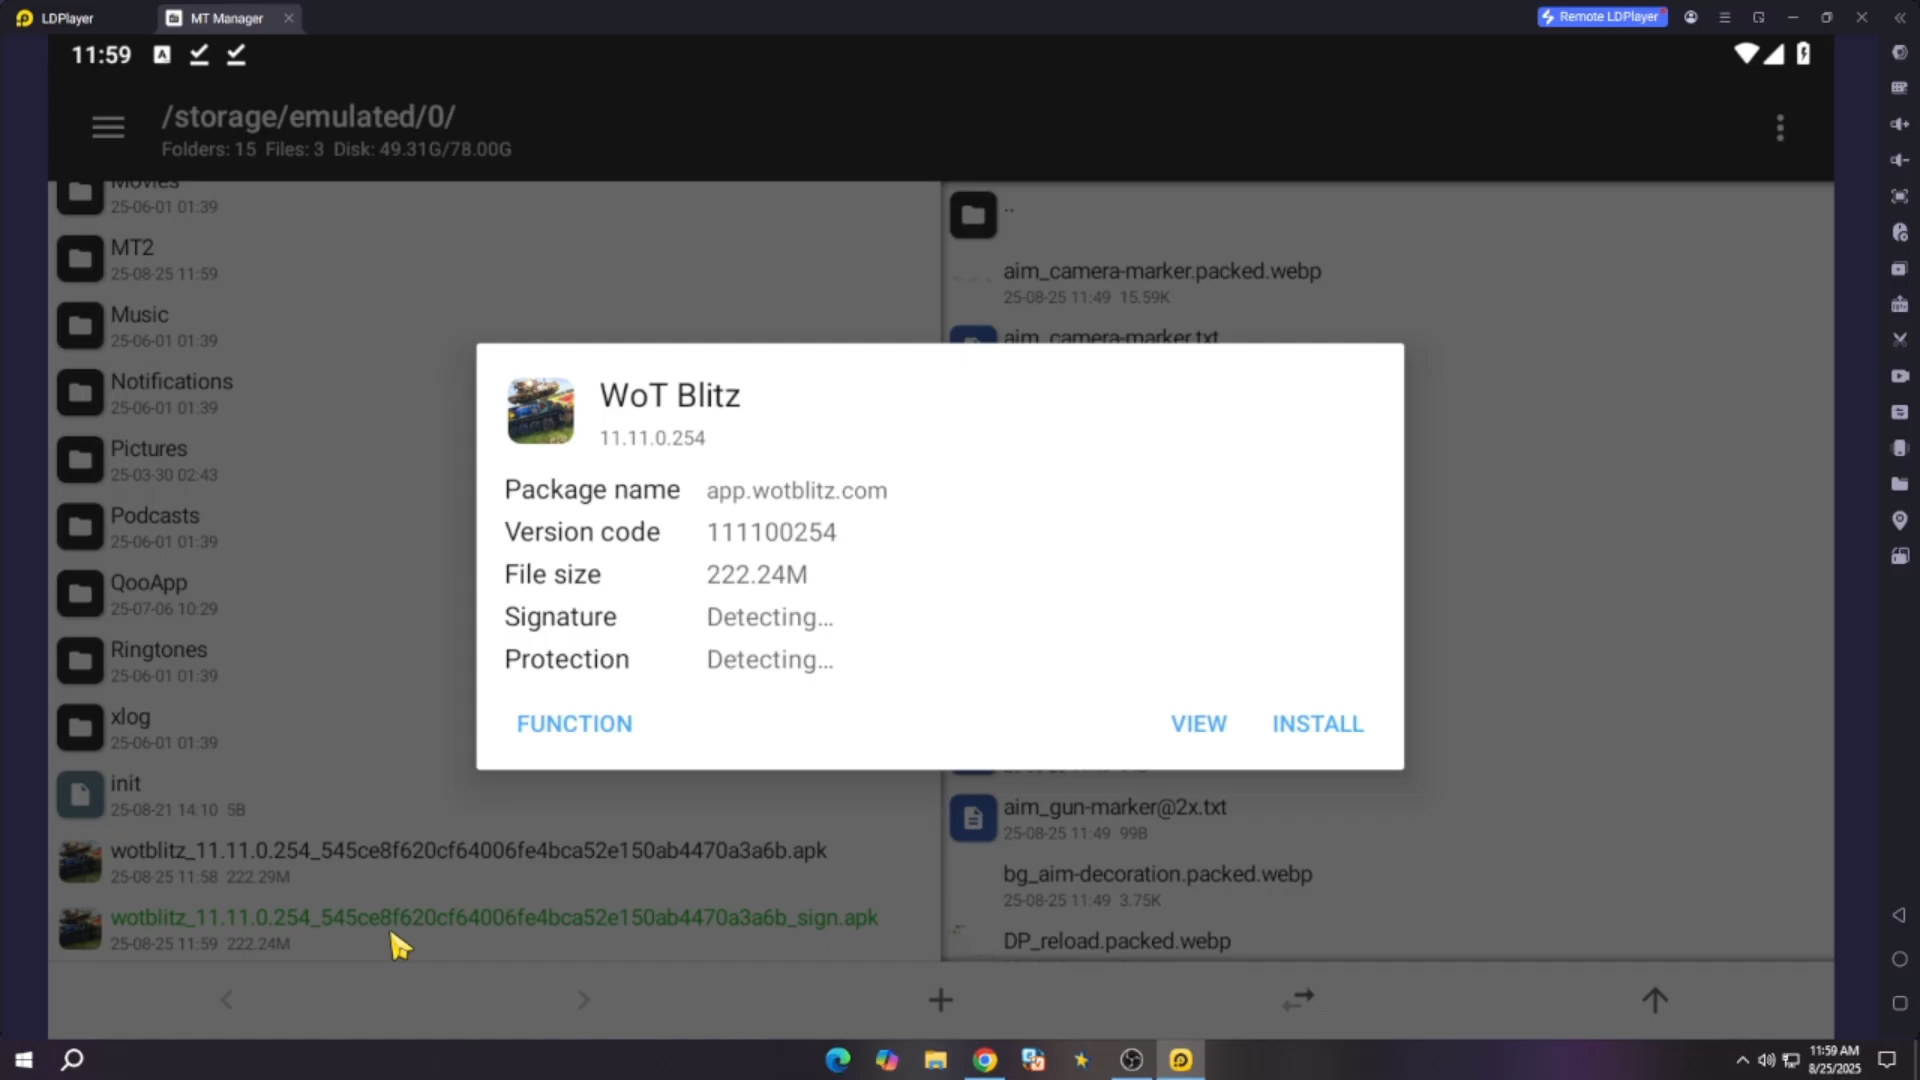 LDPlayer
MT Manager
Remote LDPlayer
11:59
/storage/emulated/0/
Folders: 15 Files: 3 Disk: 49.31G/78.00G
Movies
25-06-01 01:39
MT2
25-08-25 11:59
Music
25-06-01 01:39
Notifications
25-06-01 01:39
Pictures
25-03-30 02:43
Podcasts
25-06-01 01:39
QooApp
25-07-06 10:29
Ringtones
25-06-01 01:39
xlog
25-06-01 01:39
init
25-08-21 14:10 5B
wotblitz_11.11.0.254_545ce8f620cf64006fe4bca52e150ab4470a3a6b.apk
25-08-25 11:58 222.29M
wotblitz_11.11.0.254_545ce8f620cf64006fe4bca52e150ab4470a3a6b_sign.apk
25-08-25 11:59 222.24M
..
aim_camera-marker.packed.webp
25-08-25 11:49 15.59K
aim_camera-marker.txt
WoT Blitz
11.11.0.254
Package name app.wotblitz.com
Version code 111100254
File size 222.24M
Signature Detecting...
Protection Detecting...
FUNCTION
VIEW
INSTALL
aim_gun-marker@2x.txt
25-08-25 11:49 99B
bg_aim-decoration.packed.webp
25-08-25 11:49 3.75K
DP_reload.packed.webp
11:59 AM
8/25/2025